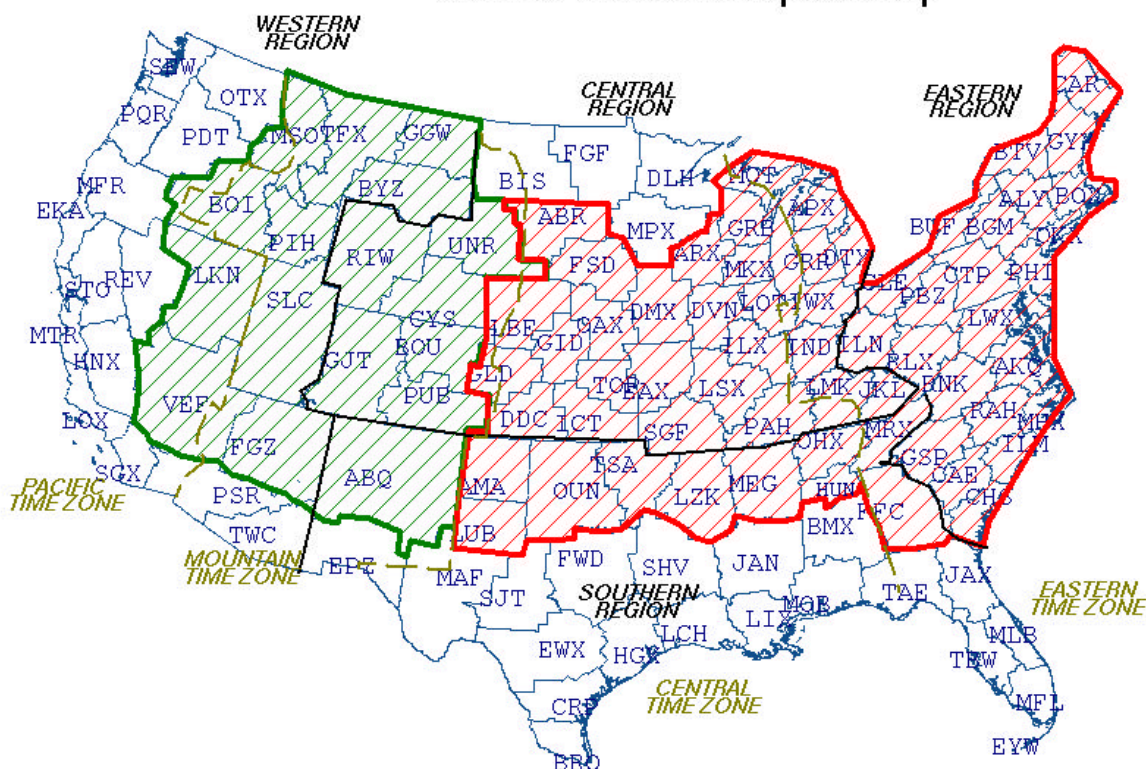 WESTERN
REGION
CENTRAL
REGION
EASTERN
REGION
SEW
OTX
PQR
PDT
MSO
TFX
GGW
FGF
BIS
DLH
MQT
CAR
GYX
BTV
MFR
EKA
BOI
BYZ
ABR
MPX
APX
ALY
BOX
PIH
RIW
UNR
FSD
ARX
GRB
BUF
BGM
OKX
LKN
REV
STO
SLC
MKX
GRR
DTX
CLE
PBZ
CTP
PHI
MTR
HNX
CYS
LBF
OAX
DMX
DVN
LOT
IWX
LWX
GJT
BOU
GID
ILX
IND
ILN
RLX
AKQ
VEF
PUB
GLD
TOP
EAX
LSX
LMK
JKL
RNK
LOX
DDC
ICT
SGF
PAH
MRX
RAH
MHX
SGX
FGZ
ABQ
OHX
GSP
ILM
PSR
AMA
OUN
TSA
LZK
MEG
HUN
CAE
CHS
PACIFIC
TIME ZONE
TWC
LUB
BMX
FFC
MOUNTAIN
TIME ZONE
EPZ
MAF
FWD
SHV
JAN
JAX
SJT
SOUTHERN
REGION
MOB
TAE
EASTERN
TIME ZONE
EWX
HGX
LCH
LIX
MLB
TBW
CENTRAL
TIME ZONE
CRP
MFL
BRO
EYW